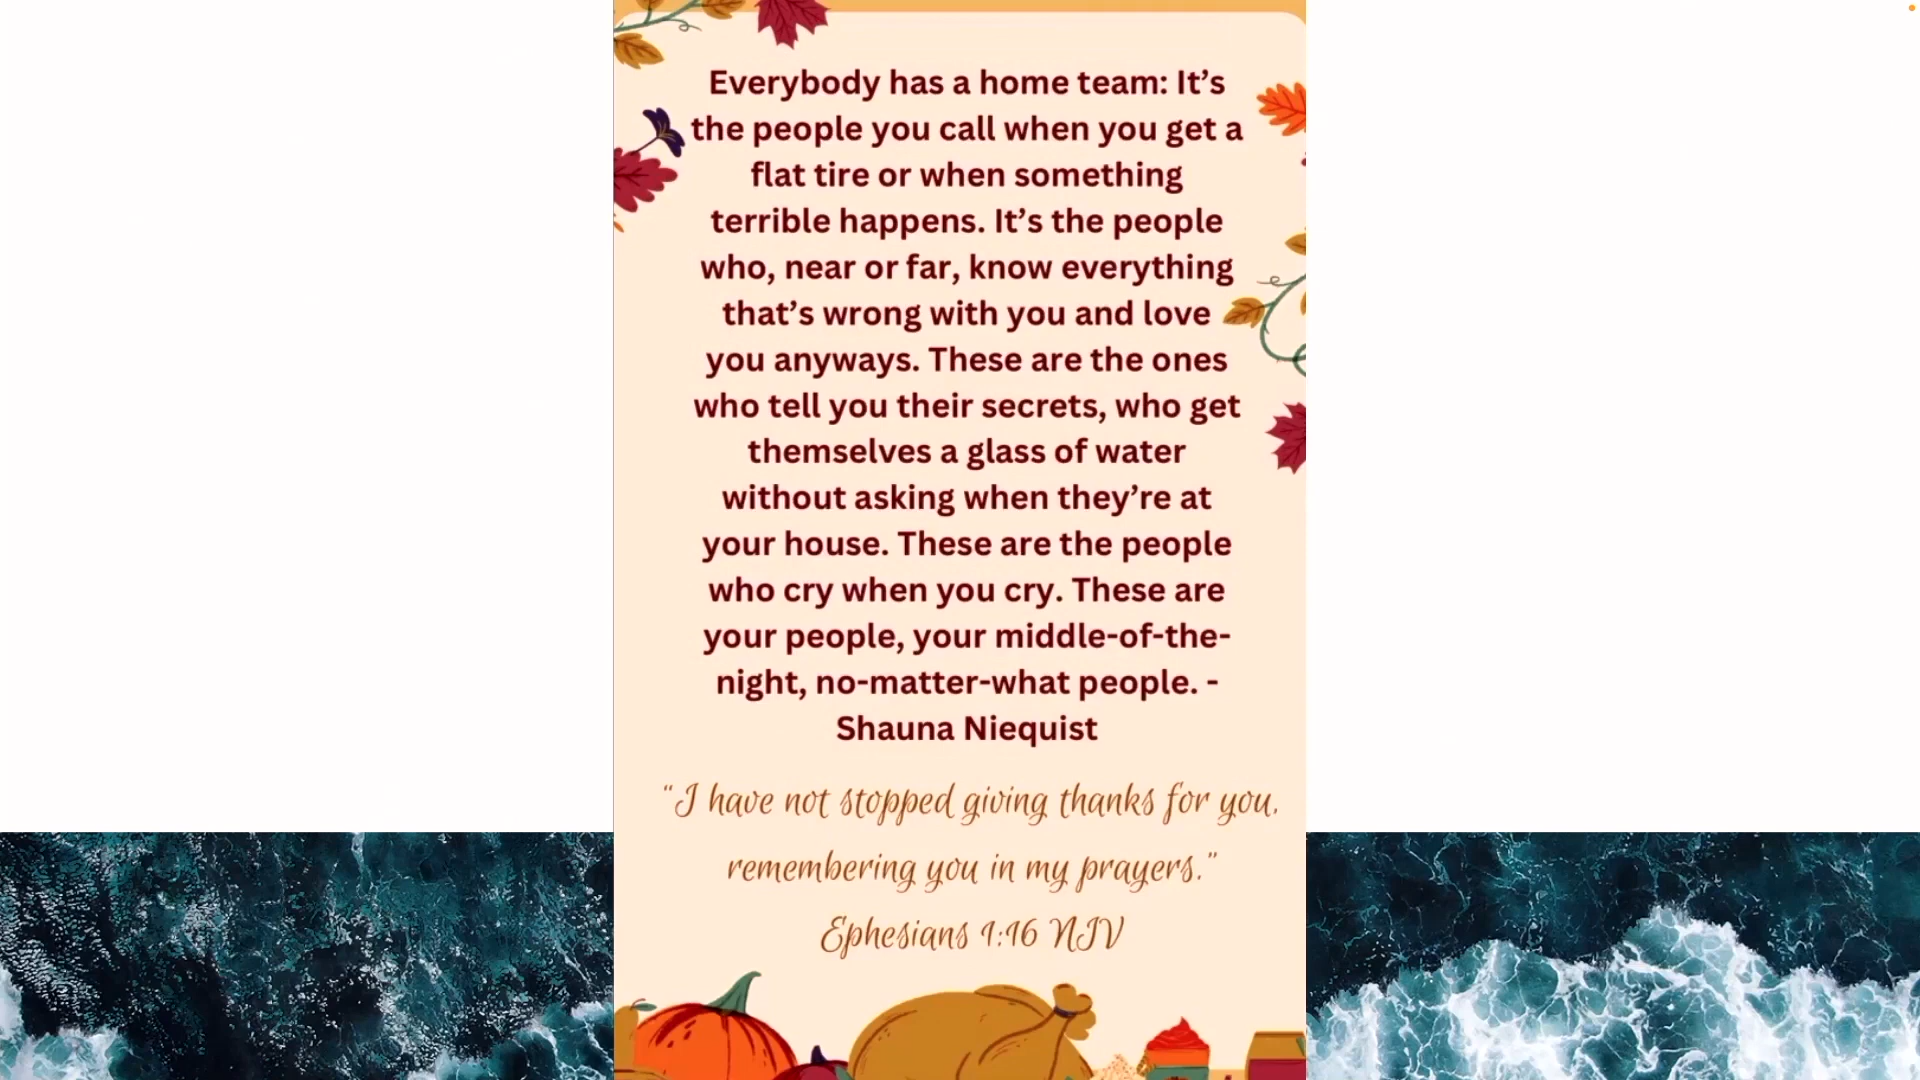 Everybody has a home team: It’s
the people you call when you get a
flat tire or when something
terrible happens. It’s the people
who, near or far, know everything
that’s wrong with you and love
you anyways. These are the ones
who tell you their secrets, who get
themselves a glass of water
without asking when they’re at
your house. These are the people
who cry when you cry. These are
your people, your middle-of-the-
night, no-matter-what people. -
Shauna Niequist
“I have not stopped giving thanks for you,
remembering you in my prayers.”
Ephesians 1:16 NIV